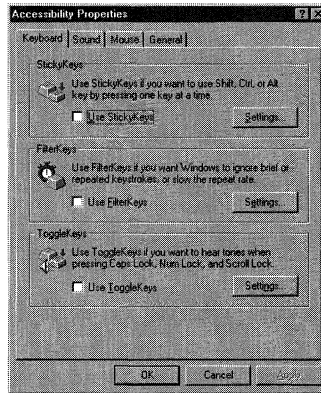 Accessibility Properties
Keyboard Sound Mouse General
StickyKeys
Use StickyKeys if you want to use Shift, Ctrl, or Alt
key by pressing one key at a time.
Use StickyKeys Settings...
FilterKeys
Use FilterKeys if you want Windows to ignore brief or
repeated keystrokes, or slow the repeat rate.
Use FilterKeys Settings...
ToggleKeys
Use ToggleKeys if you want to hear tones when
pressing Caps Lock, Num Lock, and Scroll Lock.
Use ToggleKeys Settings...
OK Cancel Apply